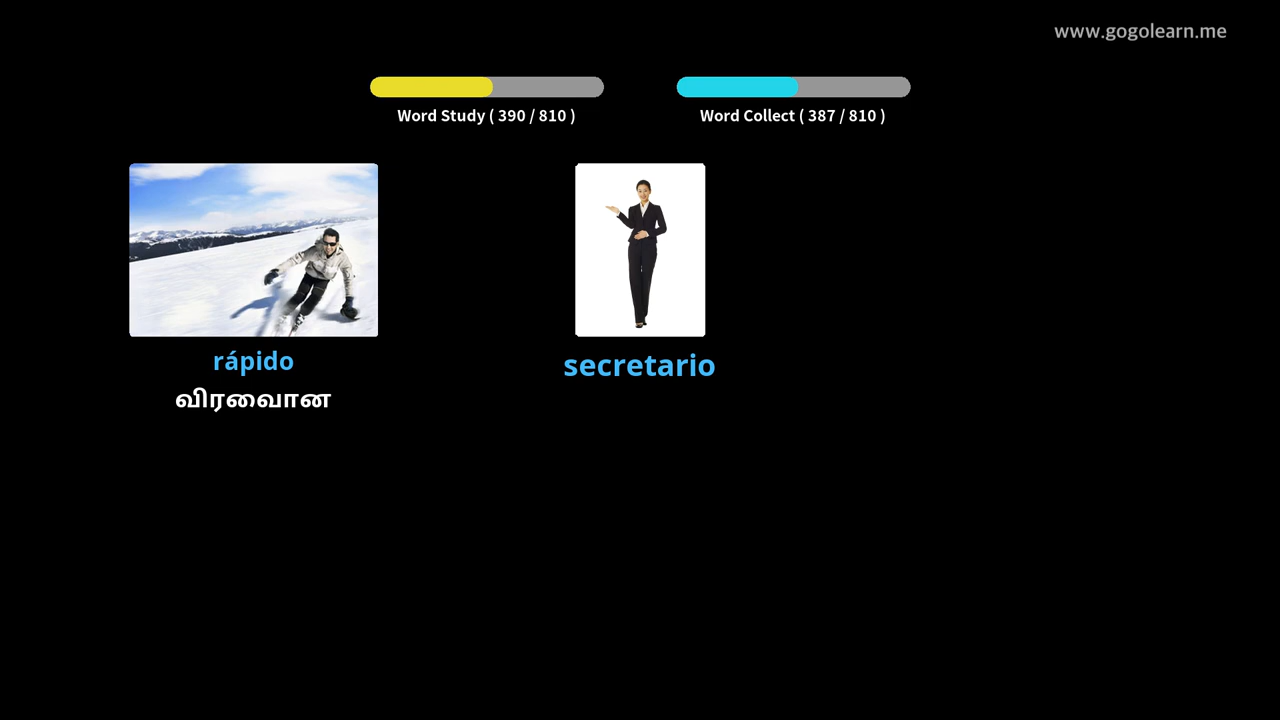 www.gogolearn.me
Word Study ( 390 / 810 )
Word Collect ( 387 / 810 )
rápido
விரைவான
secretario